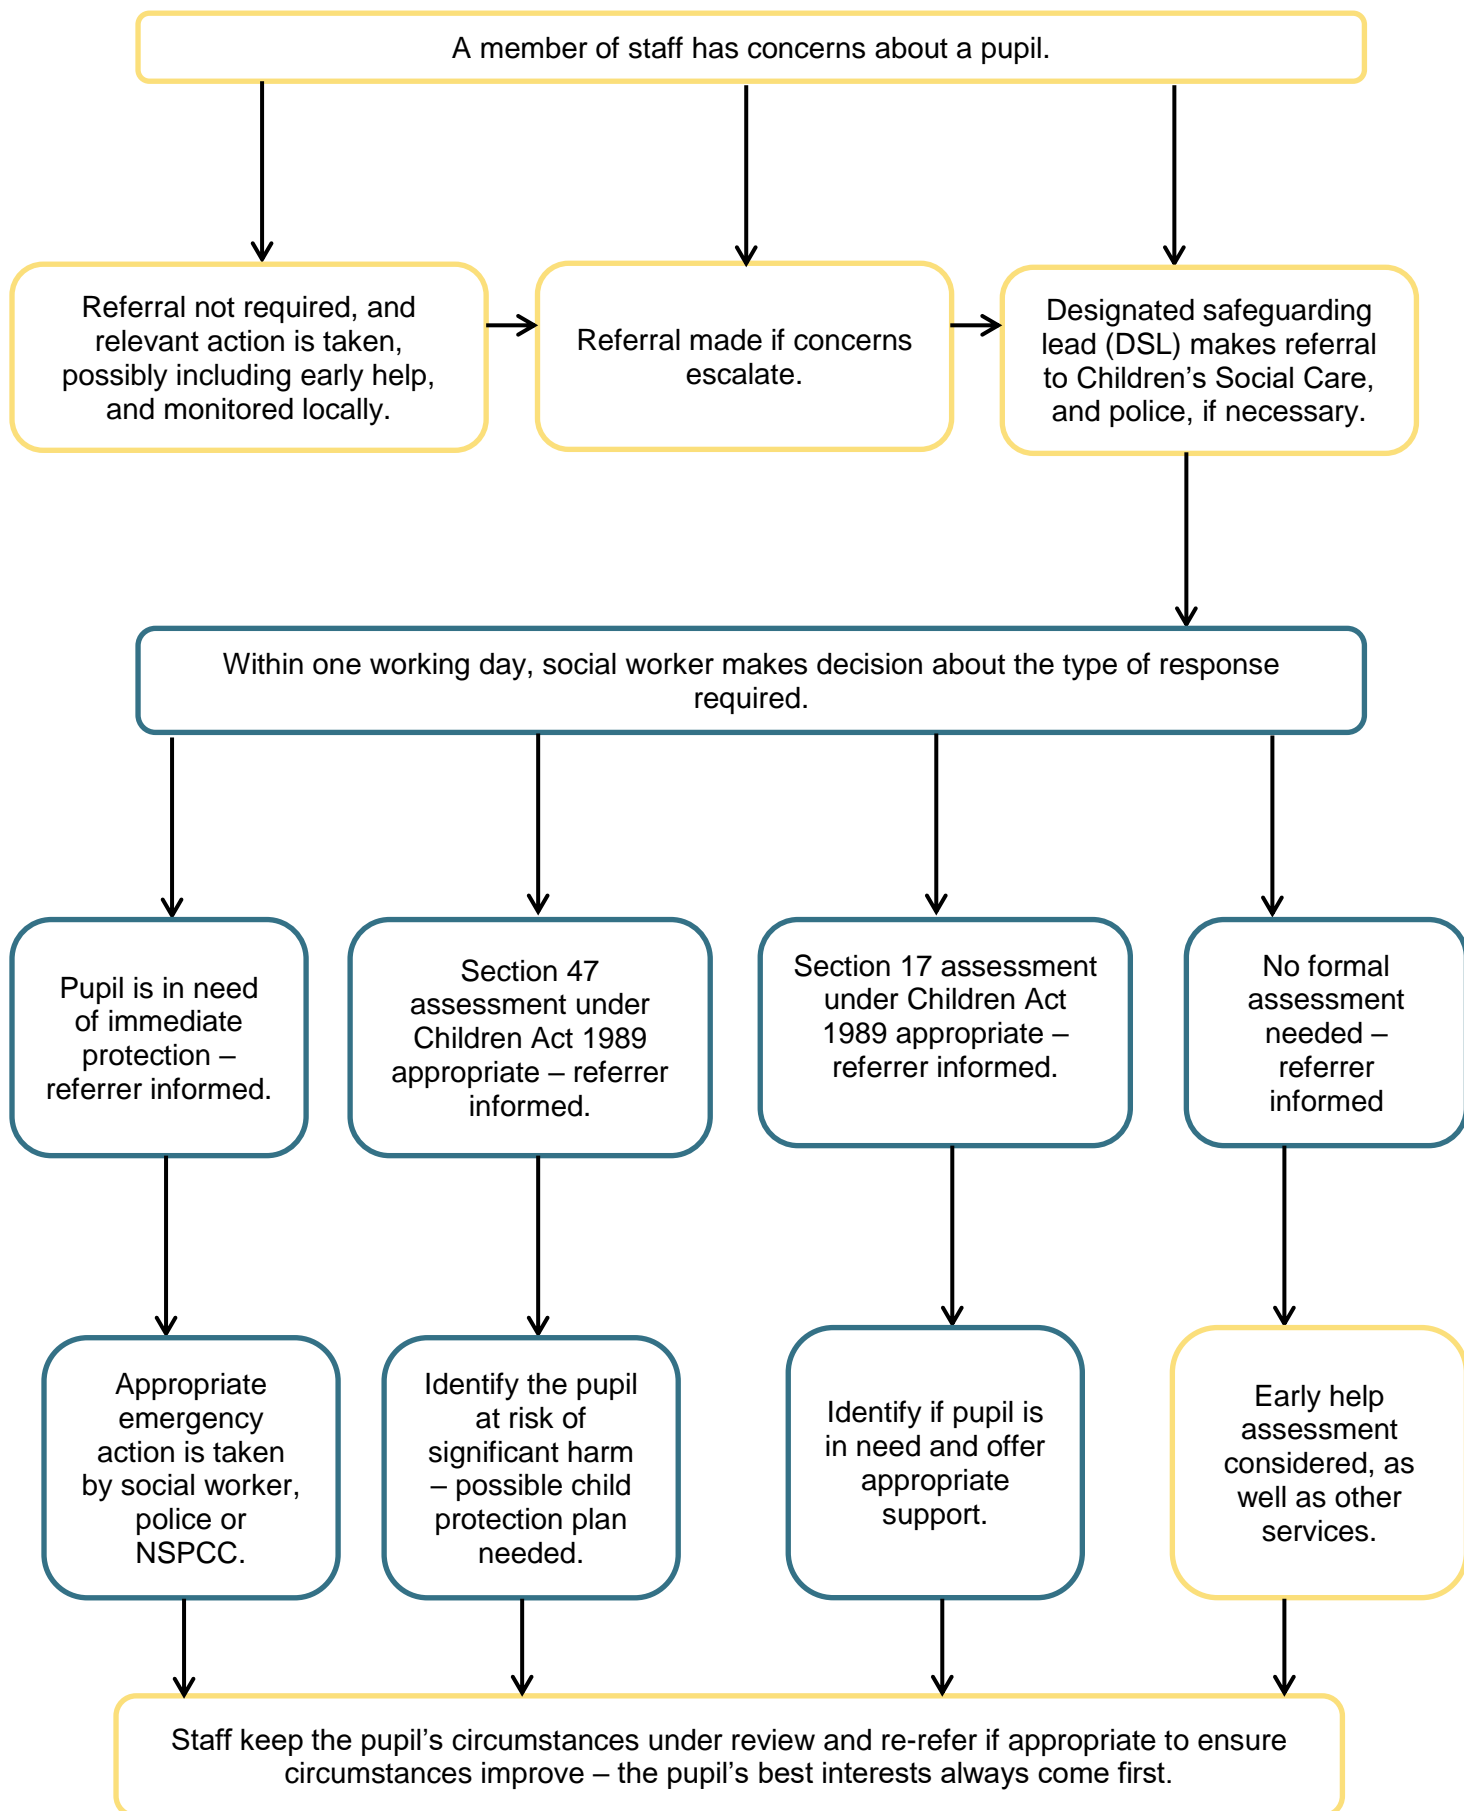 A member of staff has concerns about a pupil.
Referral not required, and
relevant action is taken,
possibly including early help,
and monitored locally.
Referral made if concerns
escalate.
Designated safeguarding
lead (DSL) makes referral
to Children’s Social Care,
and police, if necessary.
Within one working day, social worker makes decision about the type of response
required.
Pupil is in need
of immediate
protection –
referrer informed.
Section 47
assessment under
Children Act 1989
appropriate – referrer
informed.
Section 17 assessment
under Children Act
1989 appropriate –
referrer informed.
No formal
assessment
needed –
referrer
informed
Appropriate
emergency
action is taken
by social worker,
police or
NSPCC.
Identify the pupil
at risk of
significant harm
– possible child
protection plan
needed.
Identify if pupil is
in need and offer
appropriate
support.
Early help
assessment
considered, as
well as other
services.
Staff keep the pupil’s circumstances under review and re-refer if appropriate to ensure
circumstances improve – the pupil’s best interests always come first.